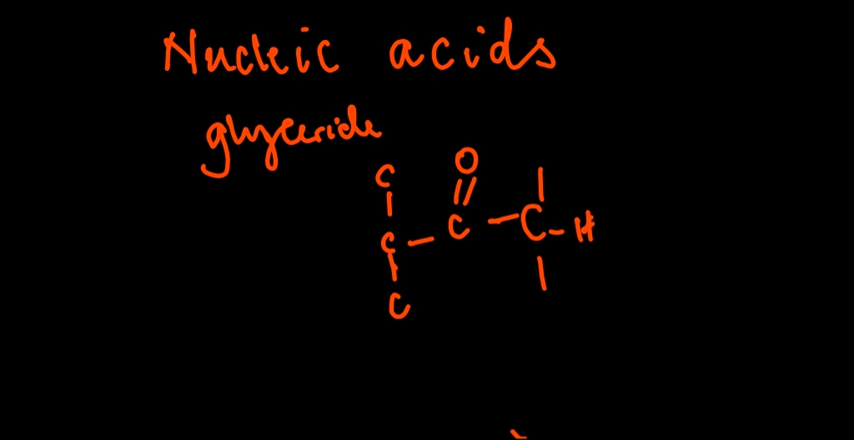 Nucleic acids
glyceride
C O
C - C - C - H
C